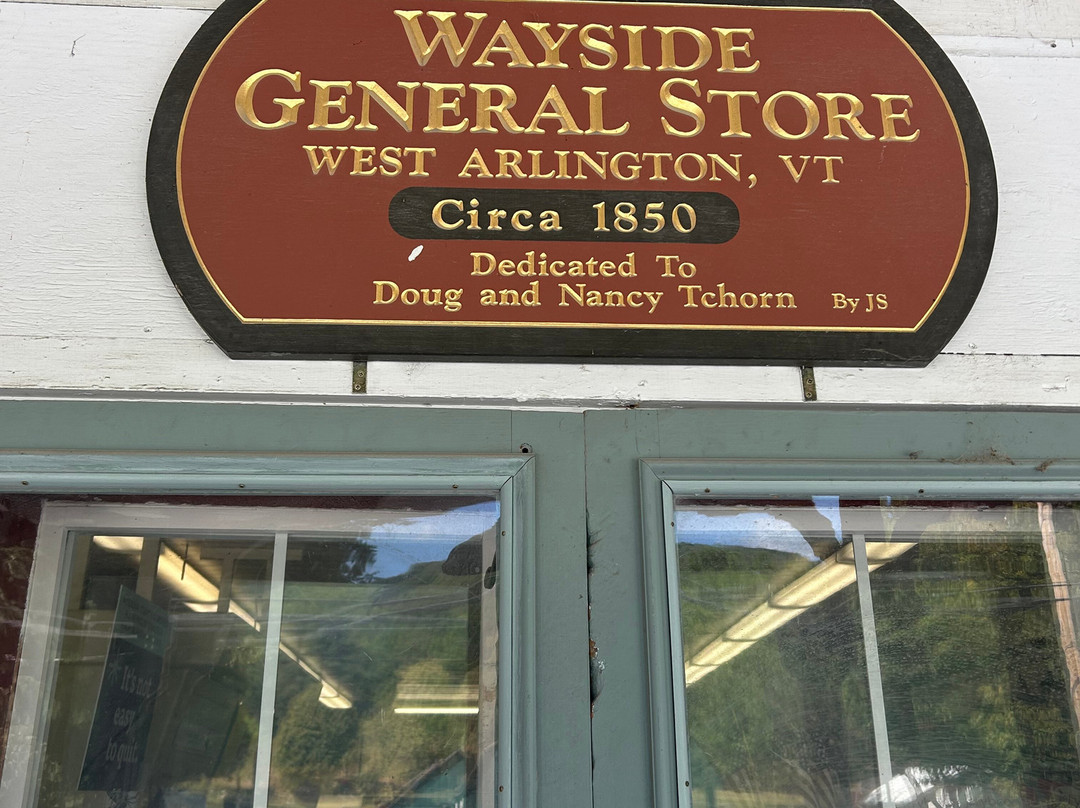 WAYSIDE
GENERAL STORE
WEST ARLINGTON, VT
Circa 1850
Dedicated To
Doug and Nancy Tchorn By JS
It's not
easy
to quit.